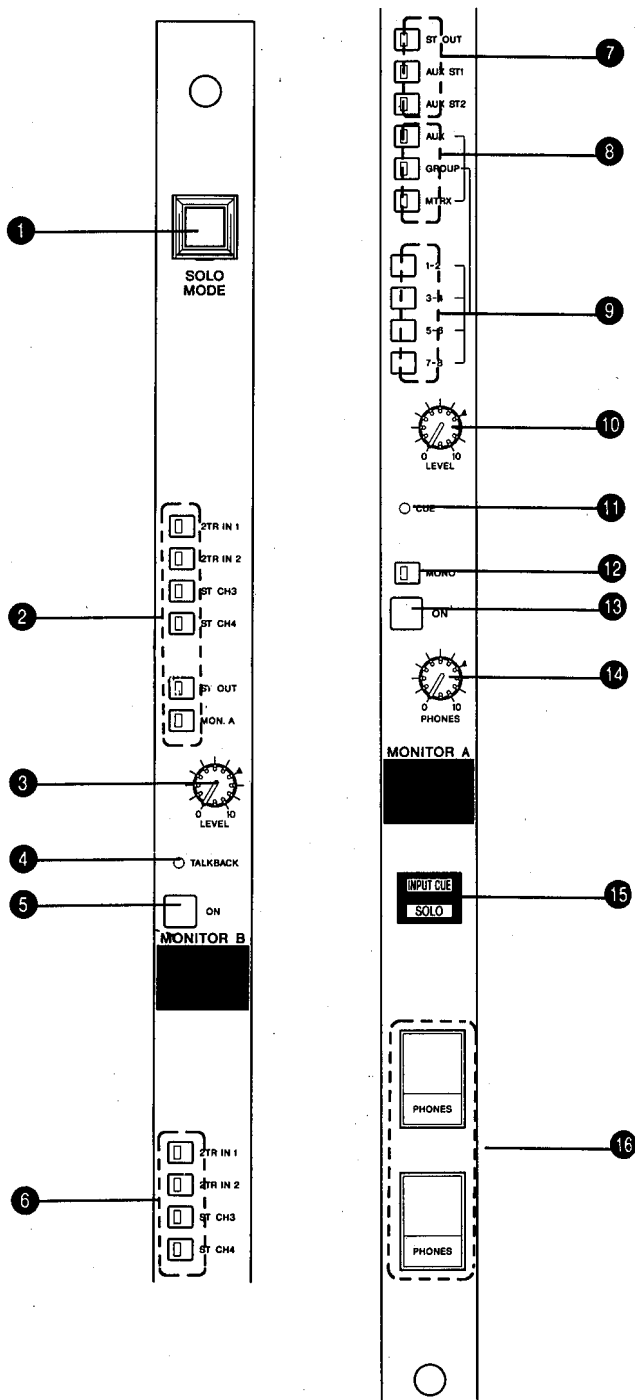 1
SOLO
MODE
2
2TR IN 1
2TR IN 2
ST CH3
ST CH4
ST OUT
MON. A
3
0 10
LEVEL
4
TALKBACK
5
ON
MONITOR B
6
2TR IN 1
2TR IN 2
ST CH3
ST CH4
7
ST OUT
AUX ST1
AUX ST2
8
AUX
GROUP
MTRX
9
1-2
3-4
5-6
7-8
10
0 10
LEVEL
11
CUE
12
MONO
13
ON
14
0 10
PHONES
MONITOR A
15
INPUT CUE
SOLO
16
PHONES
PHONES